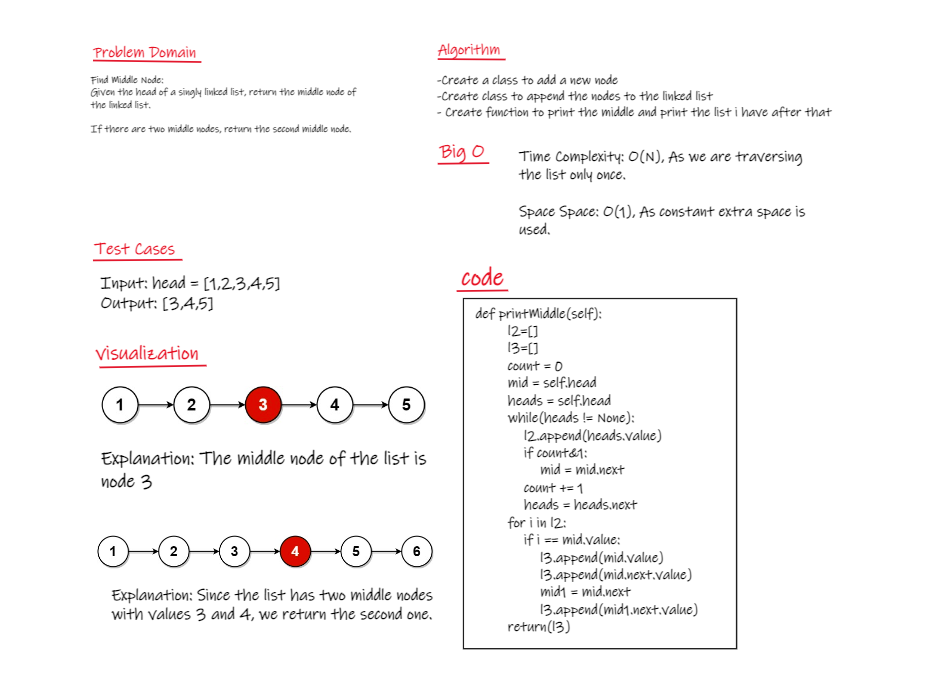 Problem Domain
Find Middle Node:
Given the head of a singly linked list, return the middle node of
the linked list.
If there are two middle nodes, return the second middle node.
Algorithm
-Create a class to add a new node
-Create class to append the nodes to the linked list
- Create function to print the middle and print the list i have after that
Big O
Time Complexity: O(N), As we are traversing
the list only once.
Space Space: O(1), As constant extra space is
used.
Test Cases
Input: head = [1,2,3,4,5]
Output: [3,4,5]
Visualization
1 2 3 4 5
Explanation: The middle node of the list is
node 3
1 2 3 4 5 6
Explanation: Since the list has two middle nodes
with values 3 and 4, we return the second one.
code
def printMiddle(self):
l2=[]
l3=[]
count = 0
mid = self.head
heads = self.head
while(heads != None):
l2.append(heads.value)
if count&1:
mid = mid.next
count += 1
heads = heads.next
for i in l2:
if i == mid.value:
l3.append(mid.value)
l3.append(mid.next.value)
mid1 = mid.next
l3.append(mid1.next.value)
return(l3)